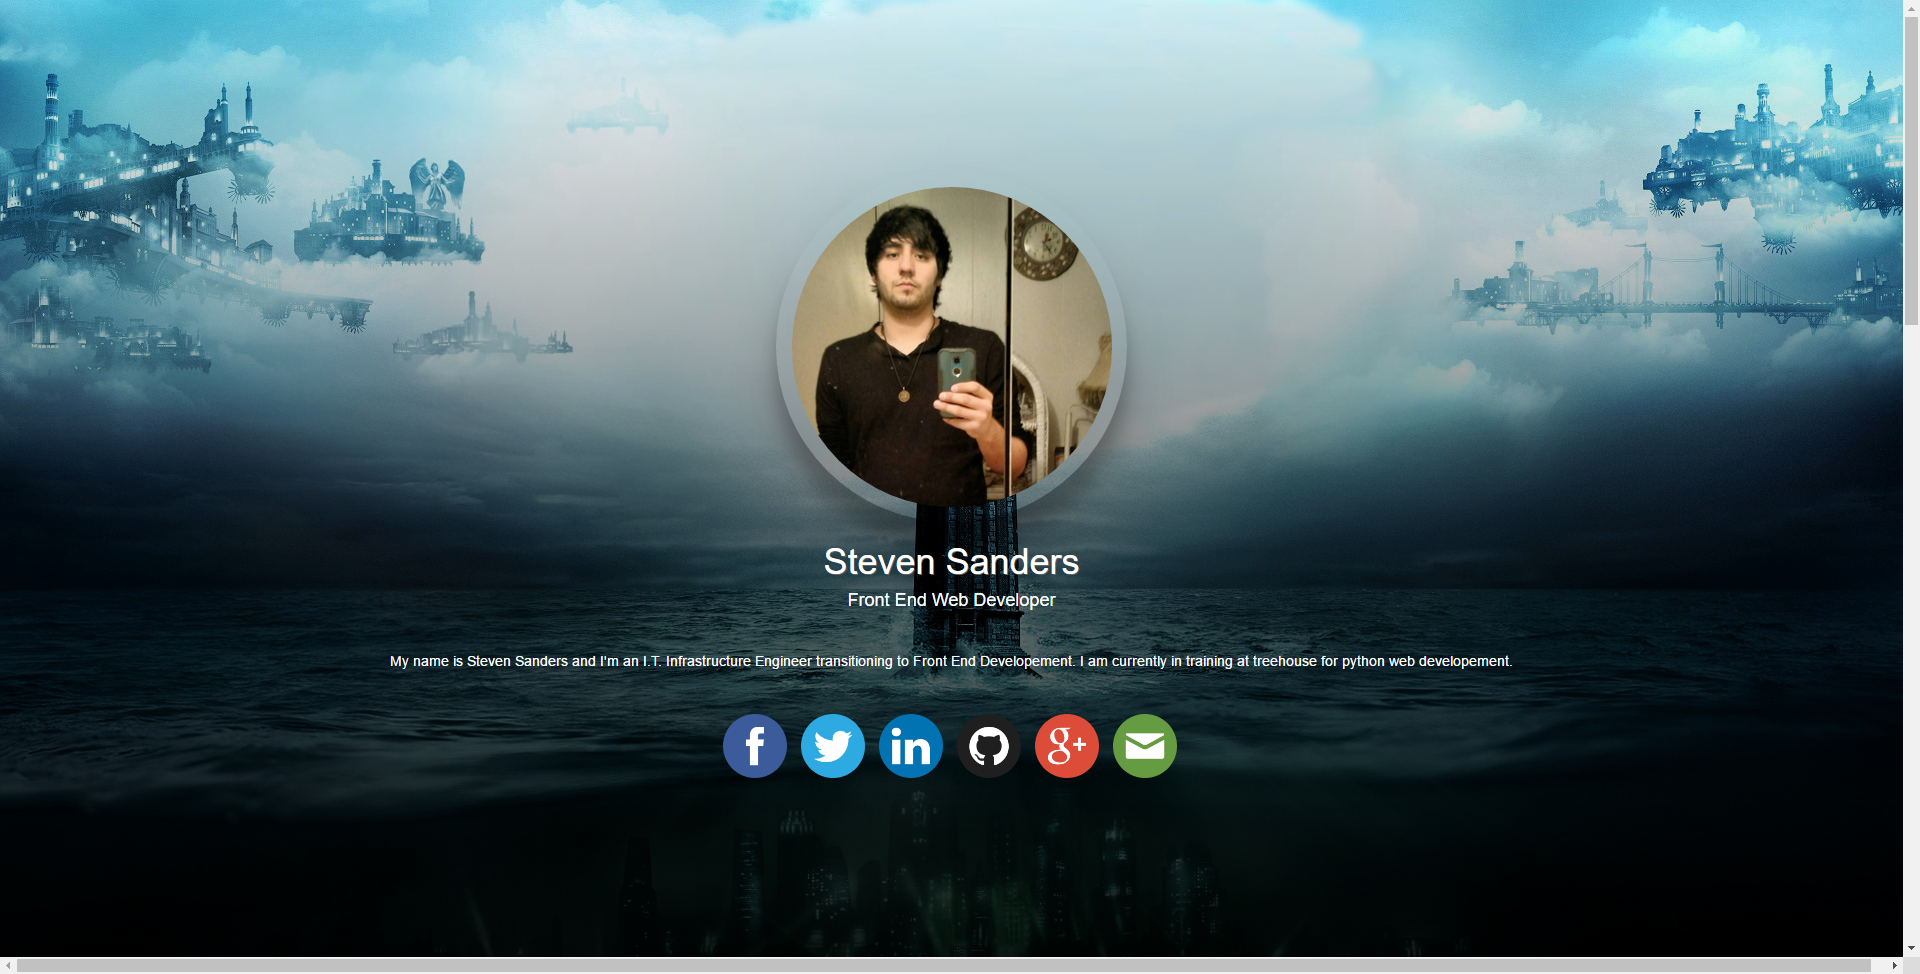 Steven Sanders
Front End Web Developer
My name is Steven Sanders and I'm an I.T. Infrastructure Engineer transitioning to Front End Developement. I am currently in training at treehouse for python web developement.